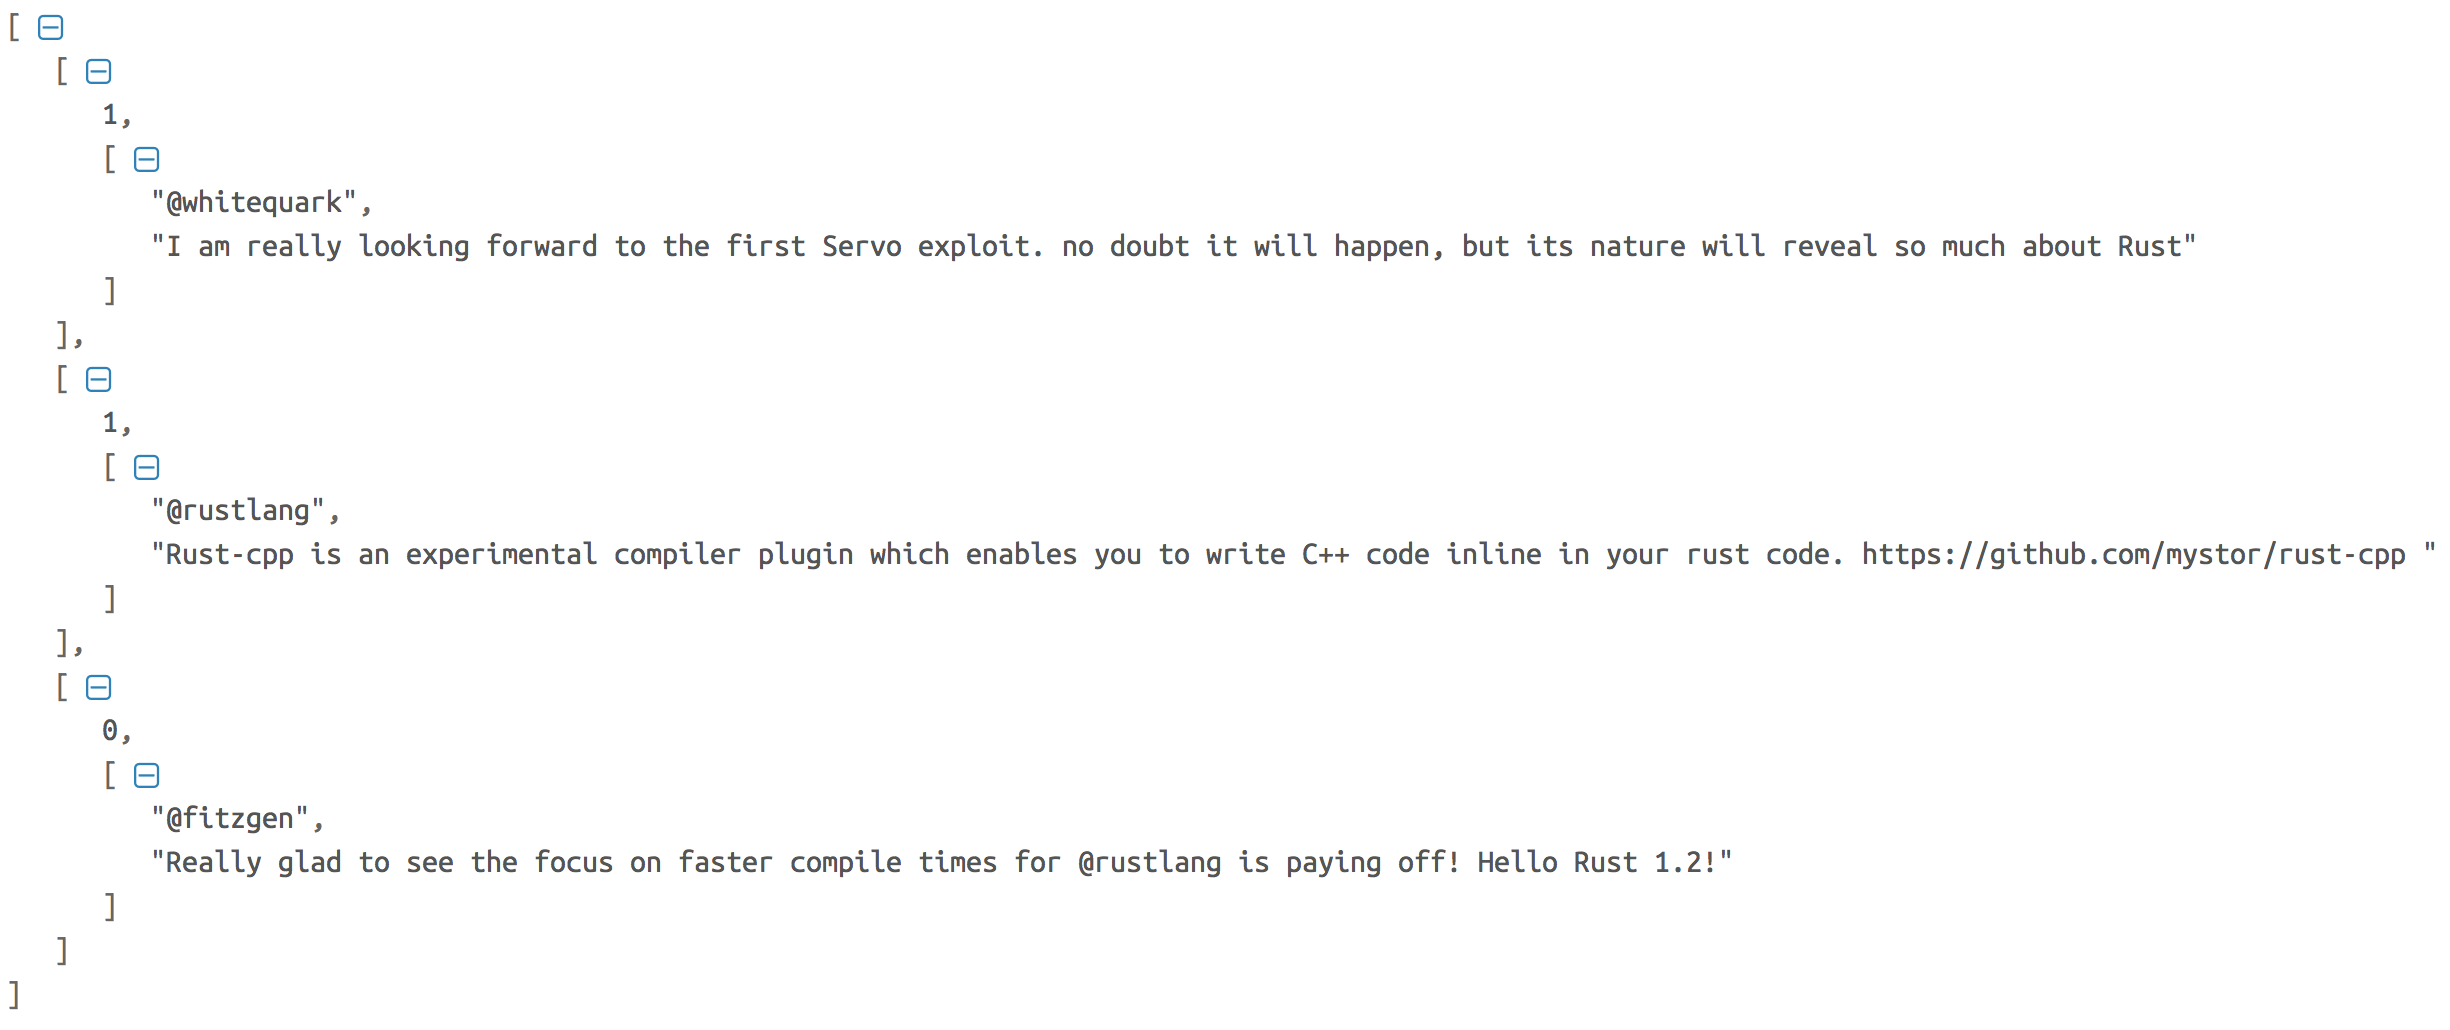 [
[
1,
[
"@whitequark",
"I am really looking forward to the first Servo exploit. no doubt it will happen, but its nature will reveal so much about Rust"
]
],
[
1,
[
"@rustlang",
"Rust-cpp is an experimental compiler plugin which enables you to write C++ code inline in your rust code. https://github.com/mystor/rust-cpp "
]
],
[
0,
[
"@fitzgen",
"Really glad to see the focus on faster compile times for @rustlang is paying off! Hello Rust 1.2!"
]
]
]